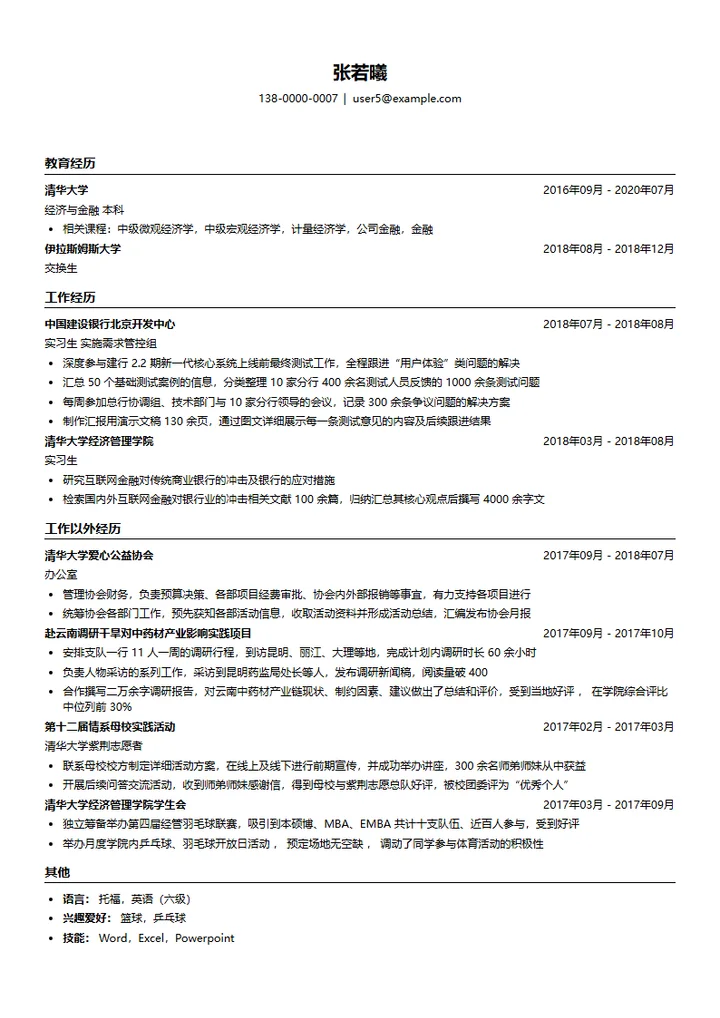 张若曦
138-0000-0007 | user5@example.com
教育经历
清华大学 2016年09月 - 2020年07月
经济与金融 本科
• 相关课程：中级微观经济学，中级宏观经济学，计量经济学，公司金融，金融
伊拉斯姆斯大学 2018年08月 - 2018年12月
交换生
工作经历
中国建设银行北京开发中心 2018年07月 - 2018年08月
实习生 实施需求管控组
• 深度参与建行 2.2 期新一代核心系统上线前最终测试工作，全程跟进“用户体验”类问题的解决
• 汇总 50 个基础测试案例的信息，分类整理 10 家分行 400 余名测试人员反馈的 1000 余条测试问题
• 每周参加总行协调组、技术部门与 10 家分行领导的会议，记录 300 余条争议问题的解决方案
• 制作汇报用演示文稿 130 余页，通过图文详细展示每一条测试意见的内容及后续跟进结果
清华大学经济管理学院 2018年03月 - 2018年08月
实习生
• 研究互联网金融对传统商业银行的冲击及银行的应对措施
• 检索国内外互联网金融对银行业的冲击相关文献 100 余篇，归纳汇总其核心观点后撰写 4000 余字文
工作以外经历
清华大学爱心公益协会 2017年09月 - 2018年07月
办公室
• 管理协会财务，负责预算决策、各部项目经费审批、协会内外部报销等事宜，有力支持各项目进行
• 统筹协会各部门工作，预先获知各部活动信息，收取活动资料并形成活动总结，汇编发布协会月报
赴云南调研干旱对中药材产业影响实践项目 2017年09月 - 2017年10月
• 安排支队一行 11 人一周的调研行程，到访昆明、丽江、大理等地，完成计划内调研时长 60 余小时
• 负责人物采访的系列工作，采访到昆明药监局处长等人，发布调研新闻稿，阅读量破 400
• 合作撰写二万余字调研报告，对云南中药材产业链现状、制约因素、建议做出了总结和评价，受到当地好评 ， 在学院综合评比
中位列前 30%
第十二届情系母校实践活动 2017年02月 - 2017年03月
清华大学紫荆志愿者
• 联系母校校方制定详细活动方案，在线上及线下进行前期宣传，并成功举办讲座，300 余名师弟师妹从中获益
• 开展后续问答交流活动，收到师弟师妹感谢信，得到母校与紫荆志愿总队好评，被校团委评为“优秀个人”
清华大学经济管理学院学生会 2017年03月 - 2017年09月
• 独立筹备举办第四届经管羽毛球联赛，吸引到本硕博、MBA、EMBA 共计十支队伍、近百人参与，受到好评
• 举办月度学院内乒乓球、羽毛球开放日活动 ， 预定场地无空缺 ， 调动了同学参与体育活动的积极性
其他
• 语言： 托福，英语（六级）
• 兴趣爱好： 篮球，乒乓球
• 技能： Word，Excel，Powerpoint